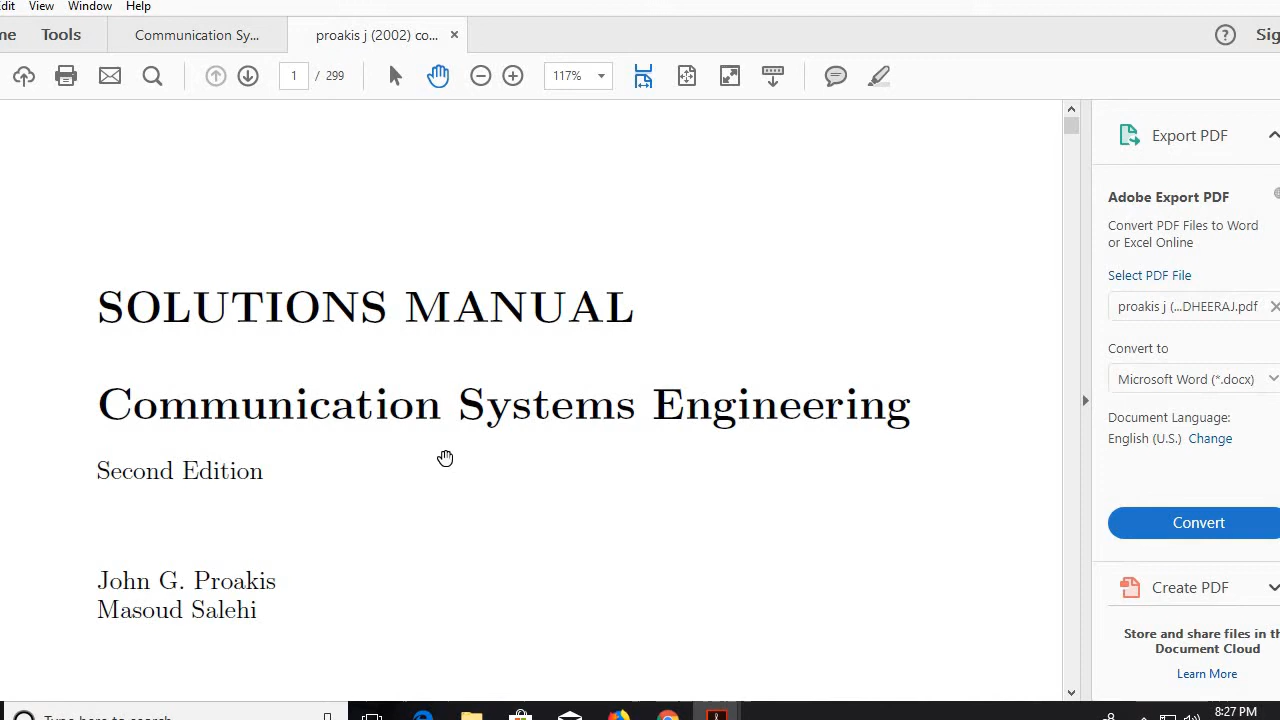 dit View Window Help
me Tools Communication Sy... proakis j (2002) co... × ? Sig
1 / 299 117%
SOLUTIONS MANUAL
Communication Systems Engineering
Second Edition
John G. Proakis
Masoud Salehi
Export PDF
Adobe Export PDF
Convert PDF Files to Word
or Excel Online
Select PDF File
proakis j (...DHEERAJ.pdf
Convert to
Microsoft Word (*.docx)
Document Language:
English (U.S.) Change
Convert
Create PDF
Store and share files in th
Document Cloud
Learn More
Type here to search
8:27 PM